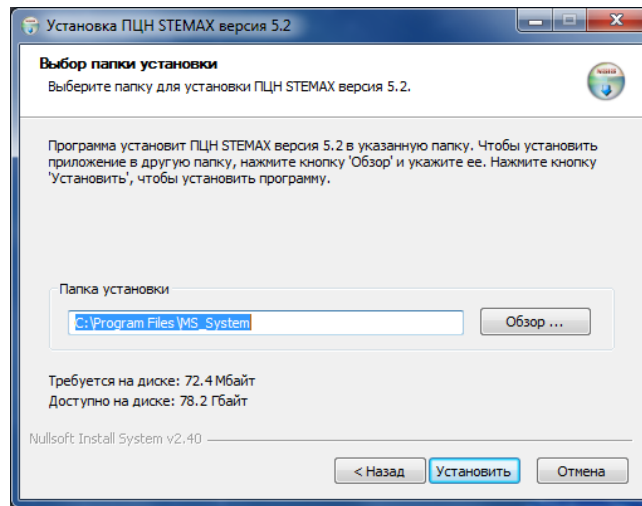 Установка ПЦН STEMAX версия 5.2
Выбор папки установки
Выберите папку для установки ПЦН STEMAX версия 5.2.
Программа установит ПЦН STEMAX версия 5.2 в указанную папку. Чтобы установить
приложение в другую папку, нажмите кнопку 'Обзор' и укажите ее. Нажмите кнопку
'Установить', чтобы установить программу.
Папка установки
C:\Program Files\MS_System
Обзор ...
Требуется на диске: 72.4 Мбайт
Доступно на диске: 78.2 Гбайт
Nullsoft Install System v2.40
< Назад Установить Отмена